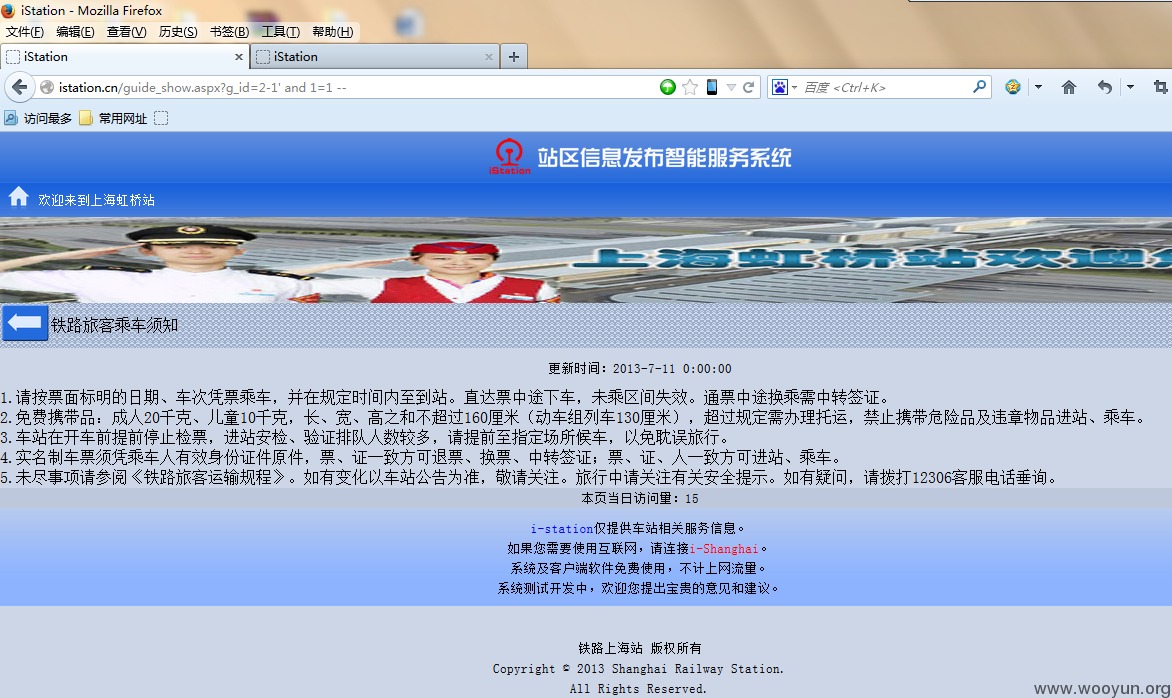 iStation - Mozilla Firefox
文件(F) 编辑(E) 查看(V) 历史(S) 书签(B) 工具(T) 帮助(H)
iStation × iStation × +
istation.cn/guide_show.aspx?g_id=2-1' and 1=1 -- 百度 <Ctrl+K>
访问最多 常用网址
iStation 站区信息发布智能服务系统
欢迎来到上海虹桥站
上海虹桥站欢迎
铁路旅客乘车须知
更新时间：2013-7-11 0:00:00
1.请按票面标明的日期、车次凭票乘车，并在规定时间内至到站。直达票中途下车，未乘区间失效。通票中途换乘需中转签证。
2.免费携带品：成人20千克、儿童10千克，长、宽、高之和不超过160厘米（动车组列车130厘米），超过规定需办理托运，禁止携带危险品及违章物品进站、乘车。
3.车站在开车前提前停止检票，进站安检、验证排队人数较多，请提前至指定场所候车，以免耽误旅行。
4.实名制车票须凭乘车人有效身份证件原件，票、证一致方可退票、换票、中转签证；票、证、人一致方可进站、乘车。
5.未尽事项请参阅《铁路旅客运输规程》。如有变化以车站公告为准，敬请关注。旅行中请关注有关安全提示。如有疑问，请拨打12306客服电话垂询。
本页当日访问量：15
i-station仅提供车站相关服务信息。
如果您需要使用互联网，请连接i-Shanghai。
系统及客户端软件免费使用，不计上网流量。
系统测试开发中，欢迎您提出宝贵的意见和建议。
铁路上海站 版权所有
Copyright © 2013 Shanghai Railway Station.
All Rights Reserved.
www.wooyun.org